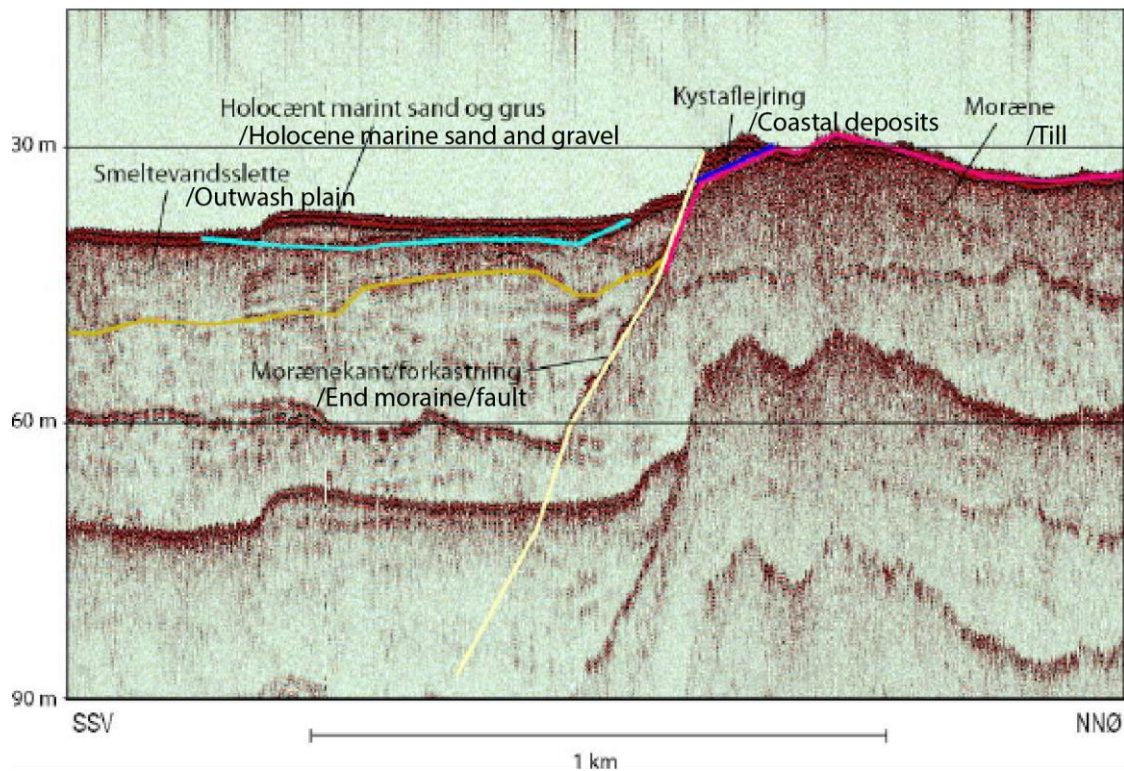 Holocænt marint sand og grus
/Holocene marine sand and gravel
Kystaflejring
/Coastal deposits
Moræne
/Till
30 m
Smeltevandsslette
/Outwash plain
Morænekant/forkastning
/End moraine/fault
60 m
90 m
SSV
NNØ
1 km